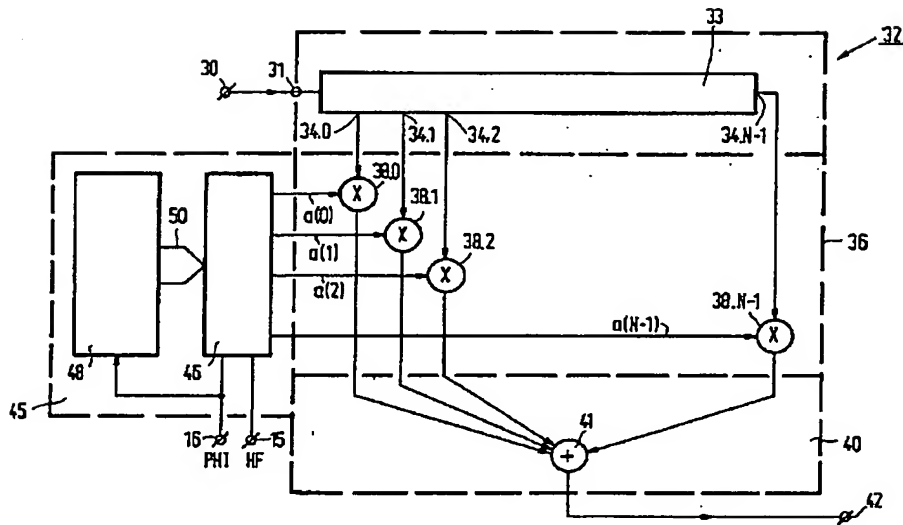 33
32
30
31
34.0
34.1
34.2
34.N-1
38.0
50
a(0)
38.1
a(1)
38.2
36
a(2)
38.N-1
a(N-1)
48
46
45
41
40
16
15
PHI
HF
42
X
X
X
X
+